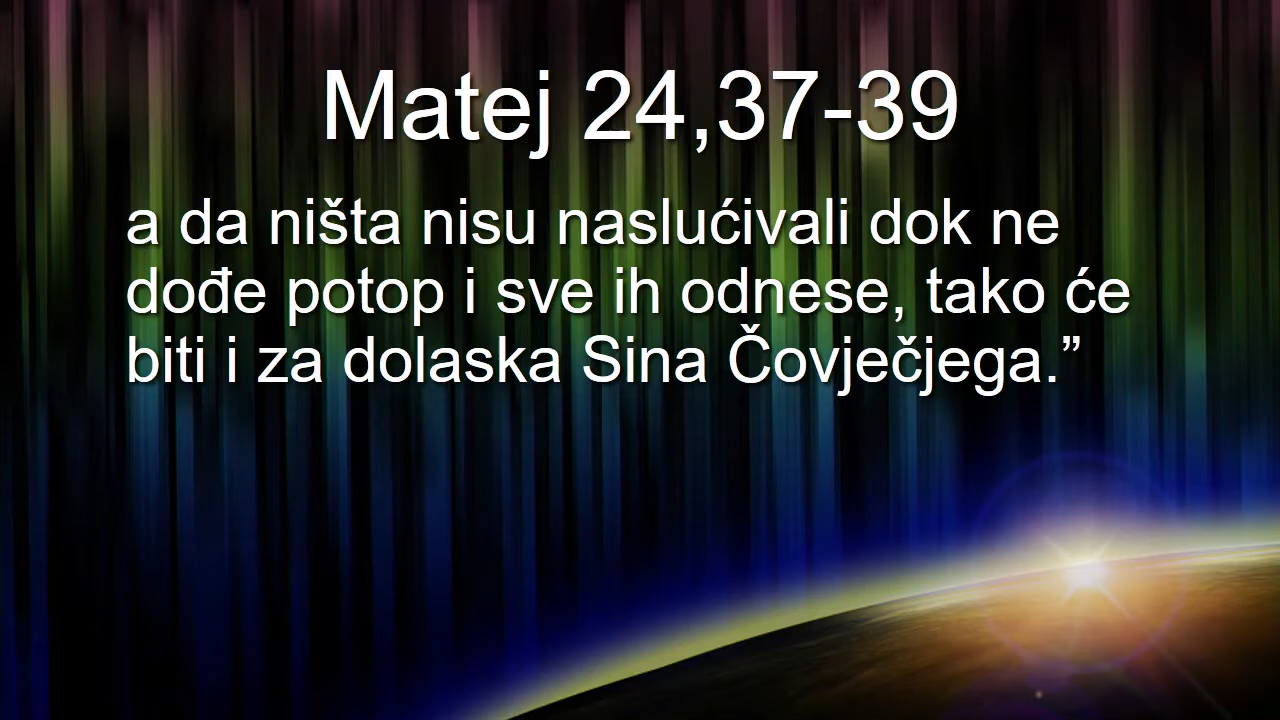 Matej 24,37-39
a da ništa nisu naslućivali dok ne
dođe potop i sve ih odnese, tako će
biti i za dolaska Sina Čovječjega.”